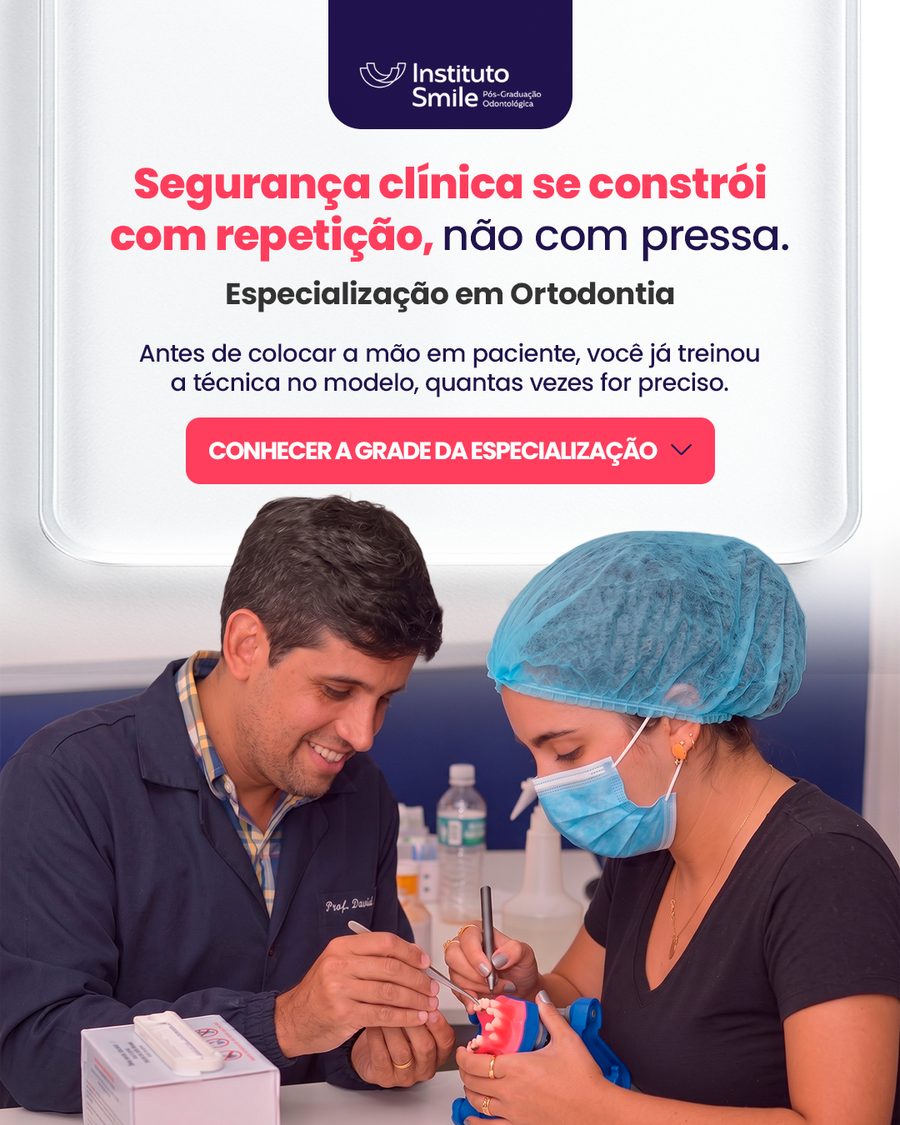 Instituto
Smile
Pós-Graduação
Odontológica
Segurança clínica se constrói
com repetição, não com pressa.
Especialização em Ortodontia
Antes de colocar a mão em paciente, você já treinou
a técnica no modelo, quantas vezes for preciso.
CONHECER A GRADE DA ESPECIALIZAÇÃO
Prof. David